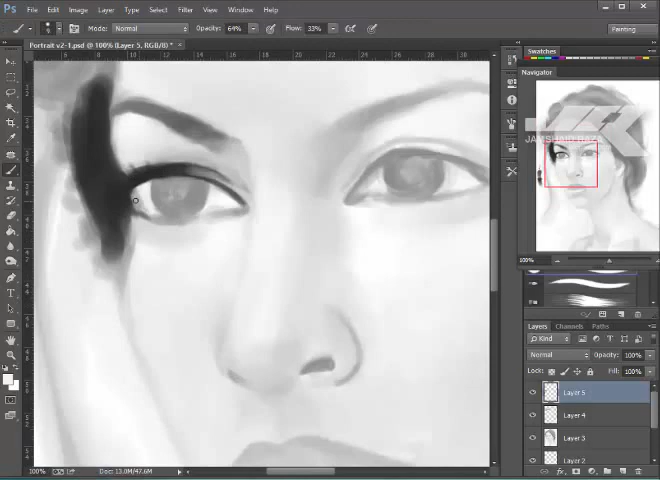 Ps File Edit Image Layer Type Select Filter 3D View Window Help
Mode: Normal Opacity: 64% Flow: 33%
9
Painting
Portrait v2-1.psd @ 100% (Layer 5, RGB/8) *
Swatches
Navigator
JAMSHAID RAZA
100%
Layers Channels Paths
Kind
Normal Opacity: 100%
Lock: Fill: 100%
Layer 5
Layer 4
Layer 3
Layer 2
100% Doc: 13.0M/47.6M